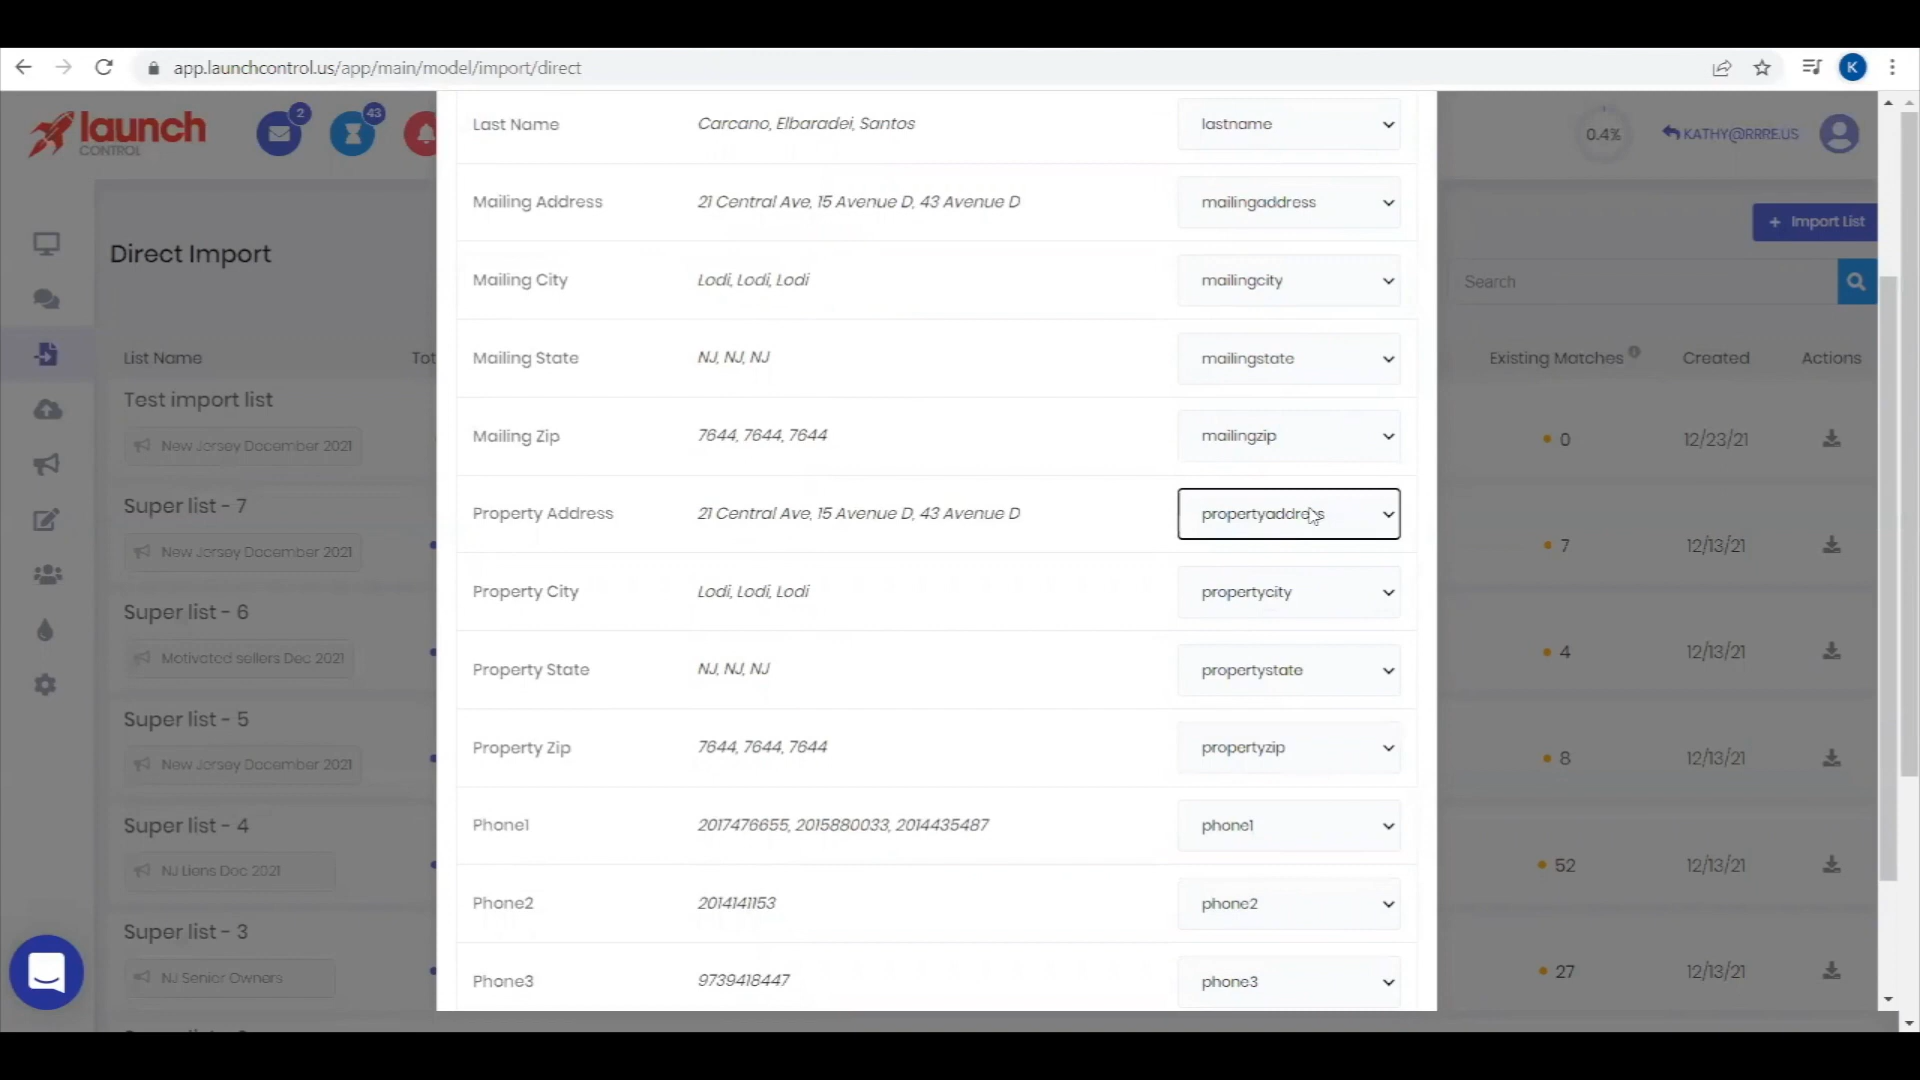 app.launchcontrol.us/app/main/model/import/direct
K
launch
CONTROL
2
43
0.4%
KATHY@RRRE.US
Direct Import
+ Import List
Search
List Name
Tot
Existing Matches
Created
Actions
Test import list
New Jersey December 2021
0
12/23/21
Super list - 7
New Jersey December 2021
7
12/13/21
Super list - 6
Motivated sellers Dec 2021
4
12/13/21
Super list - 5
New Jersey December 2021
8
12/13/21
Super list - 4
NJ Liens Dec 2021
52
12/13/21
Super list - 3
NJ Senior Owners
27
12/13/21
Last Name
Carcano, Elbaradei, Santos
lastname
Mailing Address
21 Central Ave, 15 Avenue D, 43 Avenue D
mailingaddress
Mailing City
Lodi, Lodi, Lodi
mailingcity
Mailing State
NJ, NJ, NJ
mailingstate
Mailing Zip
7644, 7644, 7644
mailingzip
Property Address
21 Central Ave, 15 Avenue D, 43 Avenue D
propertyaddress
Property City
Lodi, Lodi, Lodi
propertycity
Property State
NJ, NJ, NJ
propertystate
Property Zip
7644, 7644, 7644
propertyzip
Phone1
2017476655, 2015880033, 2014435487
phone1
Phone2
2014141153
phone2
Phone3
9739418447
phone3